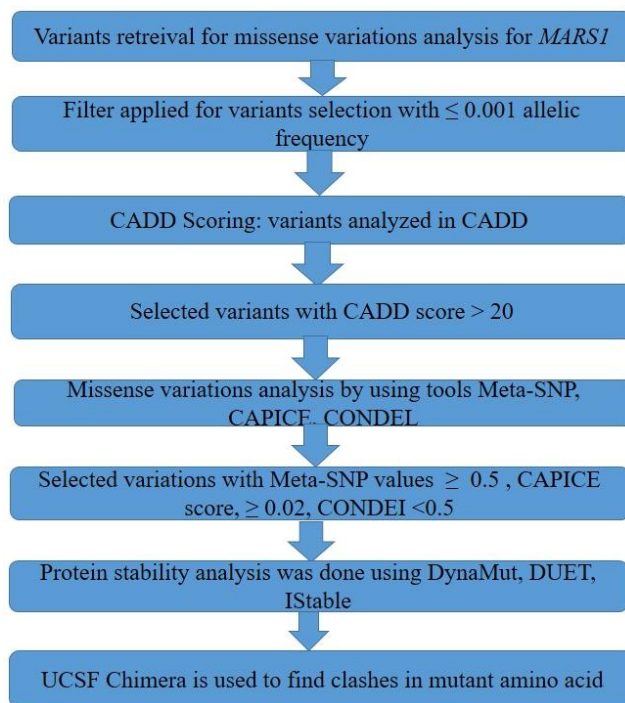 Variants retreival for missense variations analysis for MARS1
Filter applied for variants selection with ≤ 0.001 allelic
frequency
CADD Scoring: variants analyzed in CADD
Selected variants with CADD score > 20
Missense variations analysis by using tools Meta-SNP,
CAPICE, CONDEL
Selected variations with Meta-SNP values ≥ 0.5 , CAPICE
score, ≥ 0.02, CONDEI <0.5
Protein stability analysis was done using DynaMut, DUET,
IStable
UCSF Chimera is used to find clashes in mutant amino acid